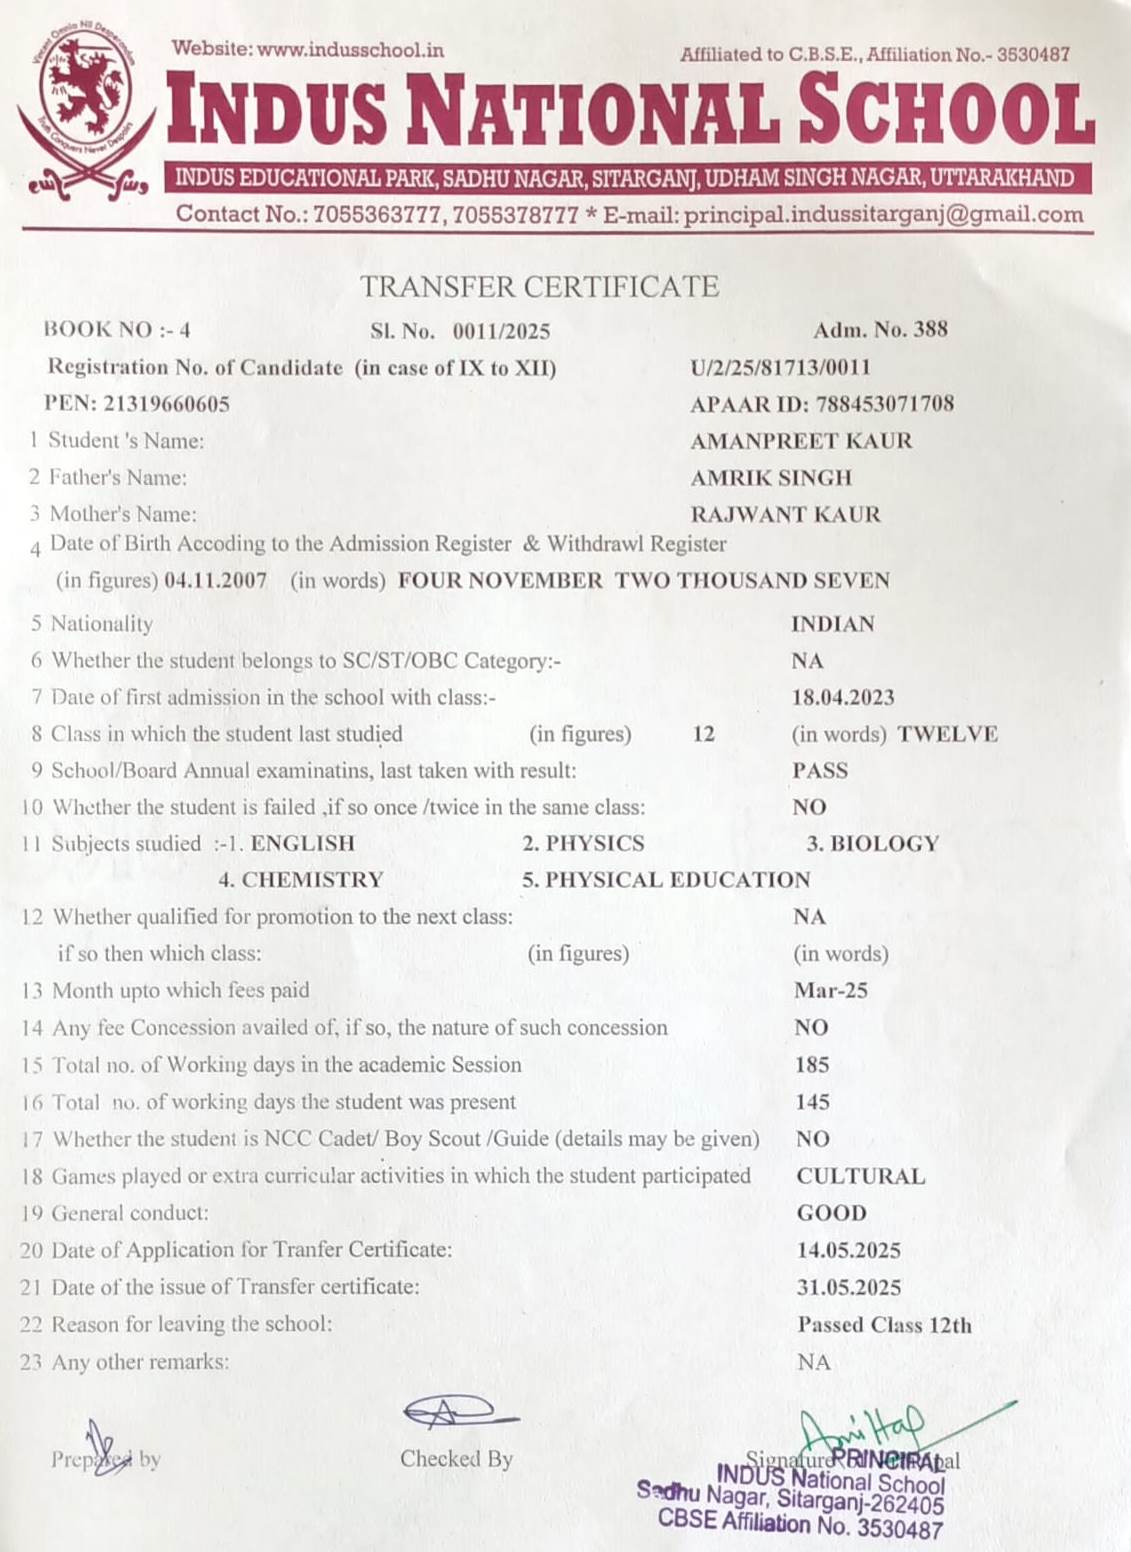 Vincent Omnia Nil Desperandum
True Conquers Never Despairs
Website: www.indusschool.in
Affiliated to C.B.S.E., Affiliation No.- 3530487
INDUS NATIONAL SCHOOL
INDUS EDUCATIONAL PARK, SADHU NAGAR, SITARGANJ, UDHAM SINGH NAGAR, UTTARAKHAND
Contact No.: 7055363777, 7055378777 * E-mail: principal.indussitarganj@gmail.com
TRANSFER CERTIFICATE
BOOK NO :- 4 Sl. No. 0011/2025 Adm. No. 388
Registration No. of Candidate (in case of IX to XII) U/2/25/81713/0011
PEN: 21319660605 APAAR ID: 788453071708
1 Student 's Name: AMANPREET KAUR
2 Father's Name: AMRIK SINGH
3 Mother's Name: RAJWANT KAUR
4 Date of Birth Accoding to the Admission Register & Withdrawl Register
(in figures) 04.11.2007 (in words) FOUR NOVEMBER TWO THOUSAND SEVEN
5 Nationality INDIAN
6 Whether the student belongs to SC/ST/OBC Category:- NA
7 Date of first admission in the school with class:- 18.04.2023
8 Class in which the student last studied (in figures) 12 (in words) TWELVE
9 School/Board Annual examinatins, last taken with result: PASS
10 Whether the student is failed ,if so once /twice in the same class: NO
11 Subjects studied :-1. ENGLISH 2. PHYSICS 3. BIOLOGY
4. CHEMISTRY 5. PHYSICAL EDUCATION
12 Whether qualified for promotion to the next class: NA
if so then which class: (in figures) (in words)
13 Month upto which fees paid Mar-25
14 Any fee Concession availed of, if so, the nature of such concession NO
15 Total no. of Working days in the academic Session 185
16 Total no. of working days the student was present 145
17 Whether the student is NCC Cadet/ Boy Scout /Guide (details may be given) NO
18 Games played or extra curricular activities in which the student participated CULTURAL
19 General conduct: GOOD
20 Date of Application for Tranfer Certificate: 14.05.2025
21 Date of the issue of Transfer certificate: 31.05.2025
22 Reason for leaving the school: Passed Class 12th
23 Any other remarks: NA
Prepared by Checked By Signature
PRINCIPAL
INDUS National School
Sadhu Nagar, Sitarganj-262405
CBSE Affiliation No. 3530487